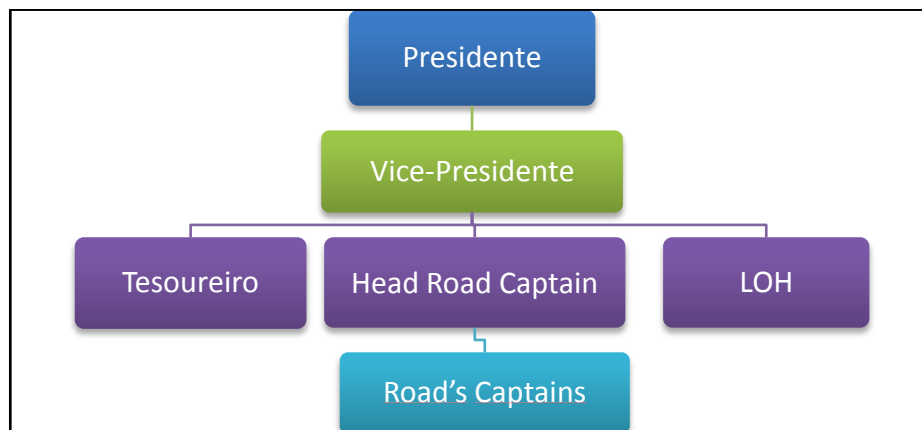 Presidente
Vice-Presidente
Tesoureiro
Head Road Captain
LOH
Road's Captains